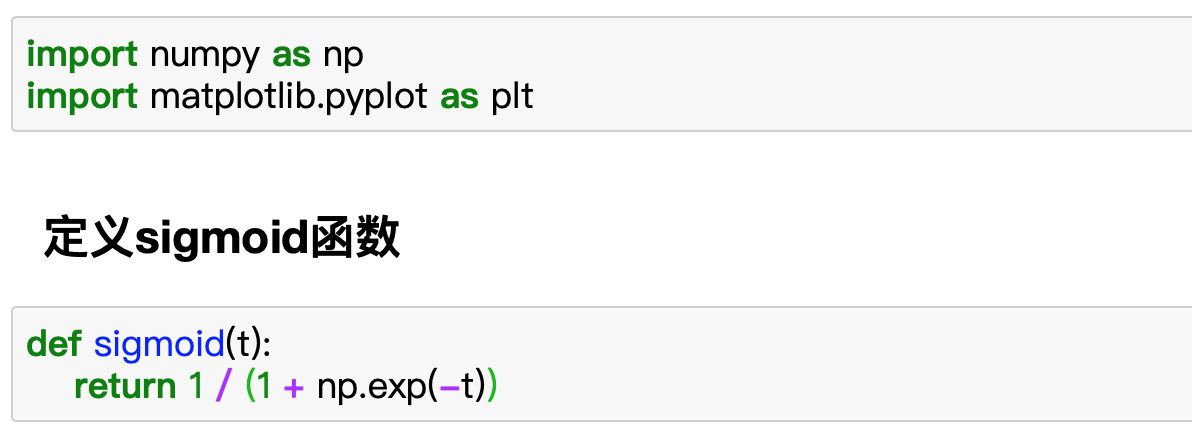 import numpy as np
import matplotlib.pyplot as plt
定义sigmoid函数
def sigmoid(t):
    return 1 / (1 + np.exp(-t))